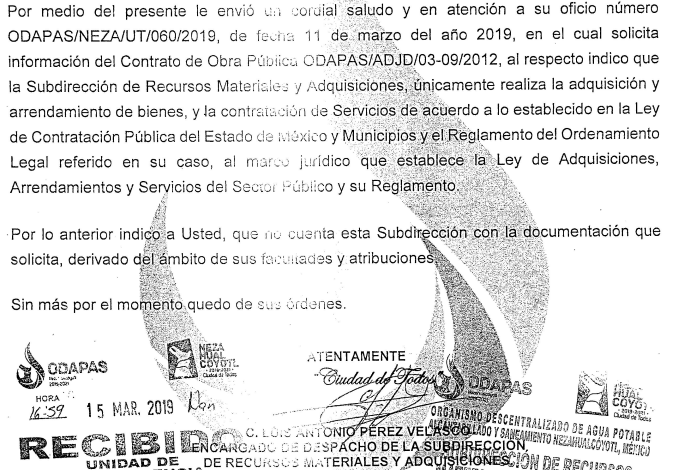 Por medio del presente le envió un cordial saludo y en atención a su oficio número
ODAPAS/NEZA/UT/060/2019, de fecha 11 de marzo del año 2019, en el cual solicita
información del Contrato de Obra Pública ODAPAS/ADJD/03-09/2012, al respecto indico que
la Subdirección de Recursos Materiales y Adquisiciones, únicamente realiza la adquisición y
arrendamiento de bienes, y la contratación de Servicios de acuerdo a lo establecido en la Ley
de Contratación Pública del Estado de México y Municipios y el Reglamento del Ordenamiento
Legal referido en su caso, al marco jurídico que establece la Ley de Adquisiciones,
Arrendamientos y Servicios del Sector Público y su Reglamento.
Por lo anterior indico a Usted, que no cuenta esta Subdirección con la documentación que
solicita, derivado del ámbito de sus facultades y atribuciones.
Sin más por el momento quedo de sus órdenes.
ATENTAMENTE
"Ciudad de Todos"
ODAPAS
NEZA
HUAL
CÓYOTL
Ciudad de Todos
HORA
16:59 15 MAR. 2019
RECIBIDO
UNIDAD DE
C. LUIS ANTONIO PÉREZ VELASCO
ENCARGADO DE DESPACHO DE LA SUBDIRECCIÓN
DE RECURSOS MATERIALES Y ADQUISICIONES.
ODAPAS
HUAL
CÓYOTL
ORGANISMO DESCENTRALIZADO DE AGUA POTABLE
ALCANTARILLADO Y SANEAMIENTO NEZAHUALCÓYOTL, MÉXICO
SUBDIRECCIÓN DE RECURSOS